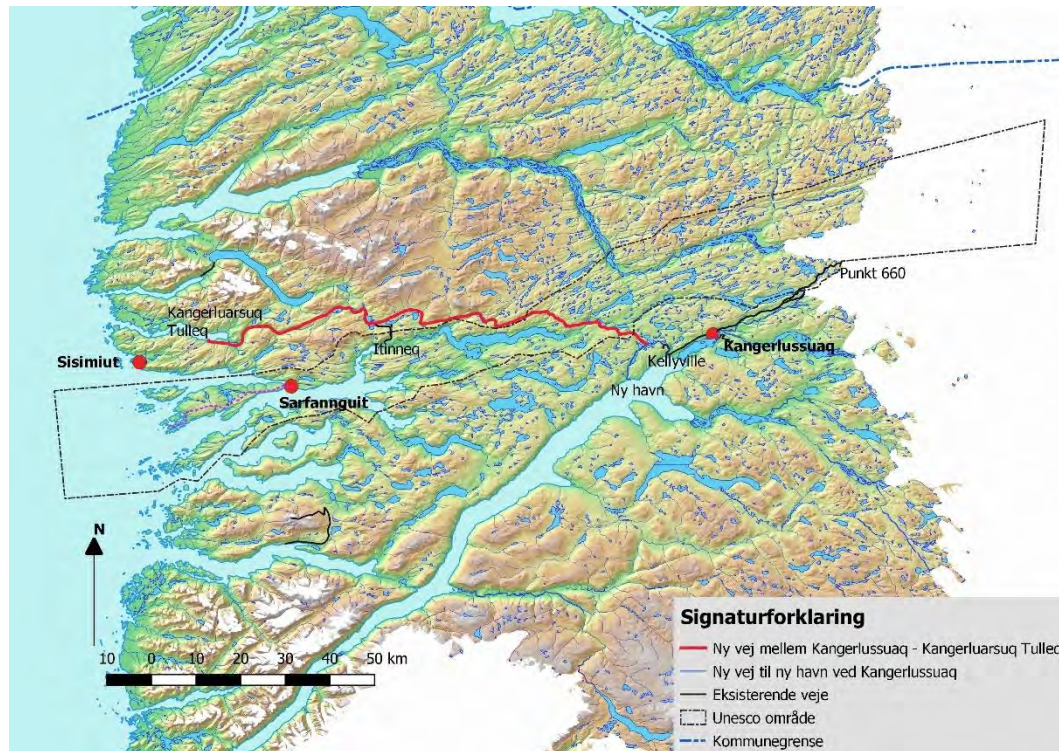 Punkt 660
Kangerluarsuq
Tulleq
Itinneq
Kangerlussuaq
Sisimiut
Kellyville
Ny havn
Sarfannguit
N
10 0 10 20 30 40 50 km
Signaturforklaring
Ny vej mellem Kangerlussuaq - Kangerluarsuq Tulleq
Ny vej til ny havn ved Kangerlussuaq
Eksisterende veje
Unesco område
Kommunegrense